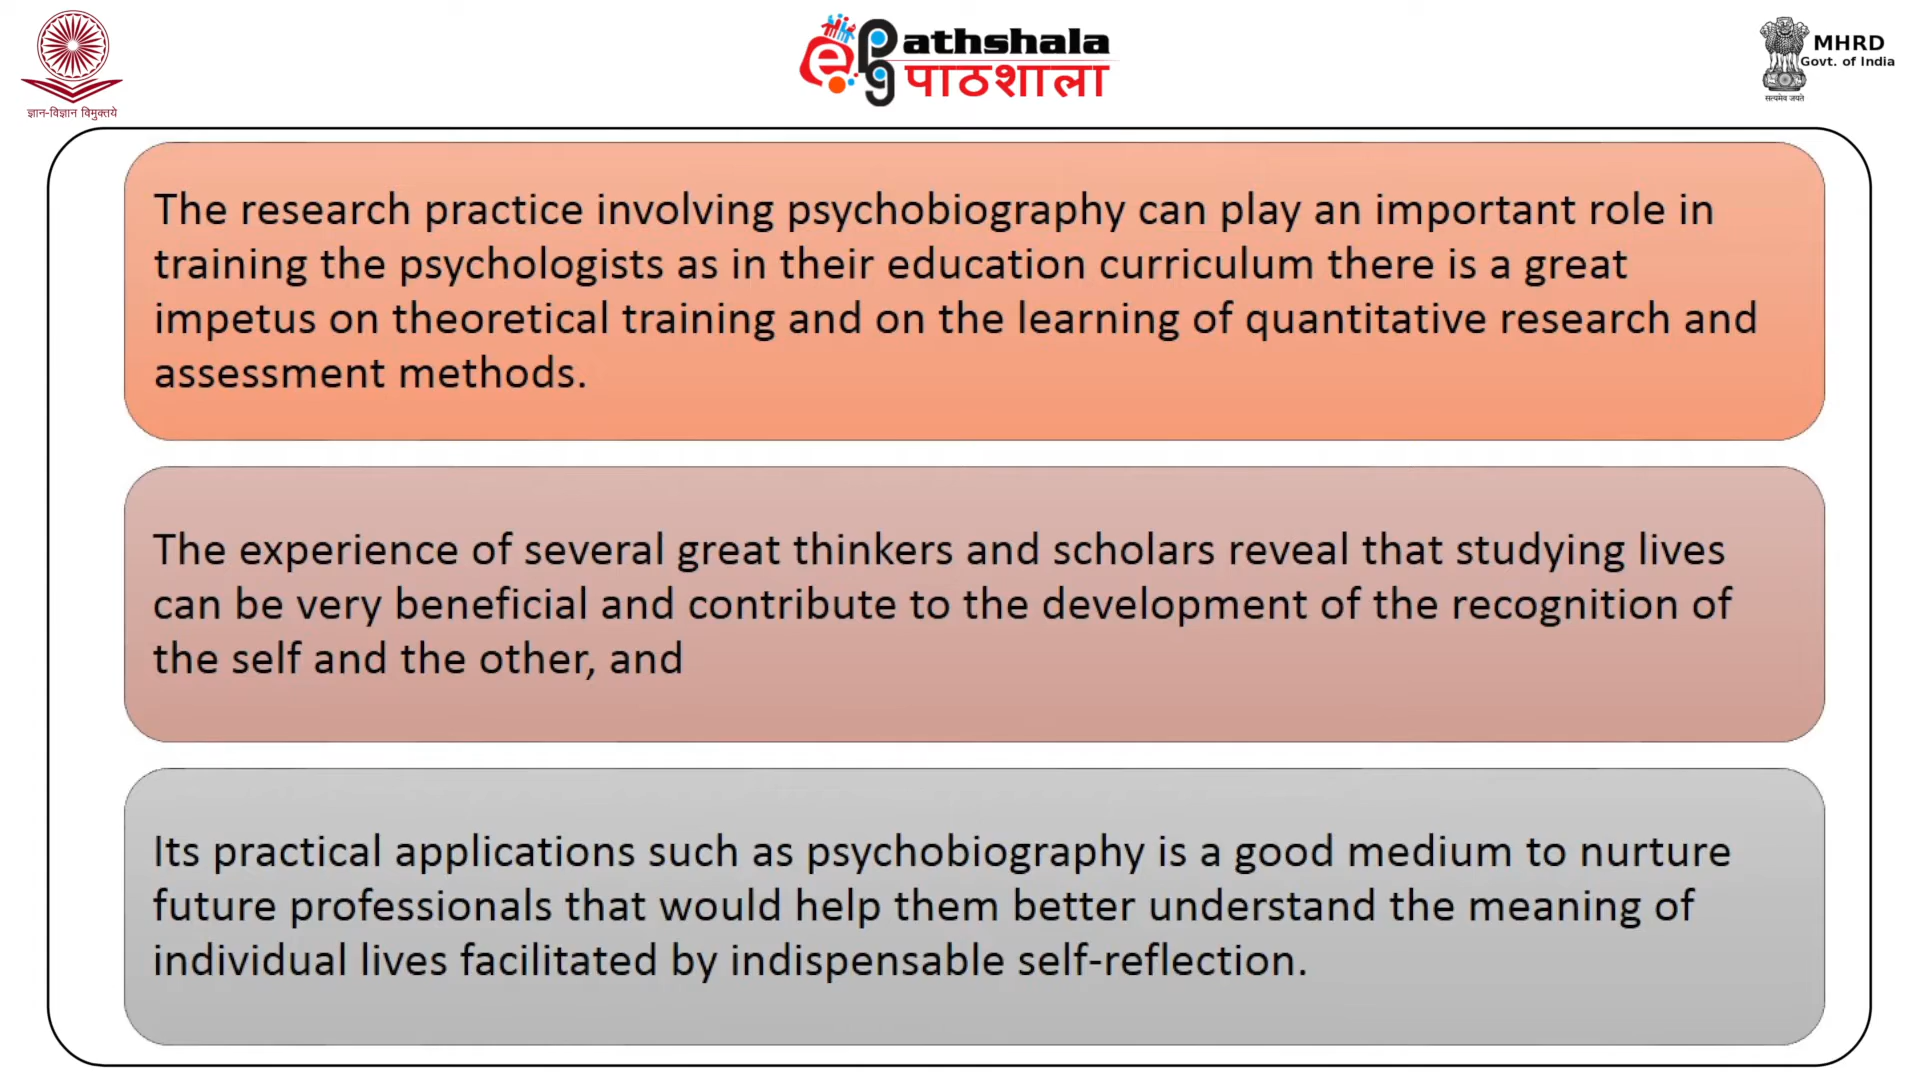 ज्ञान-विज्ञान विमुक्तये
e
pg
athshala
पाठशाला
MHRD
Govt. of India
सत्यमेव जयते
The research practice involving psychobiography can play an important role in
training the psychologists as in their education curriculum there is a great
impetus on theoretical training and on the learning of quantitative research and
assessment methods.
The experience of several great thinkers and scholars reveal that studying lives
can be very beneficial and contribute to the development of the recognition of
the self and the other, and
Its practical applications such as psychobiography is a good medium to nurture
future professionals that would help them better understand the meaning of
individual lives facilitated by indispensable self-reflection.